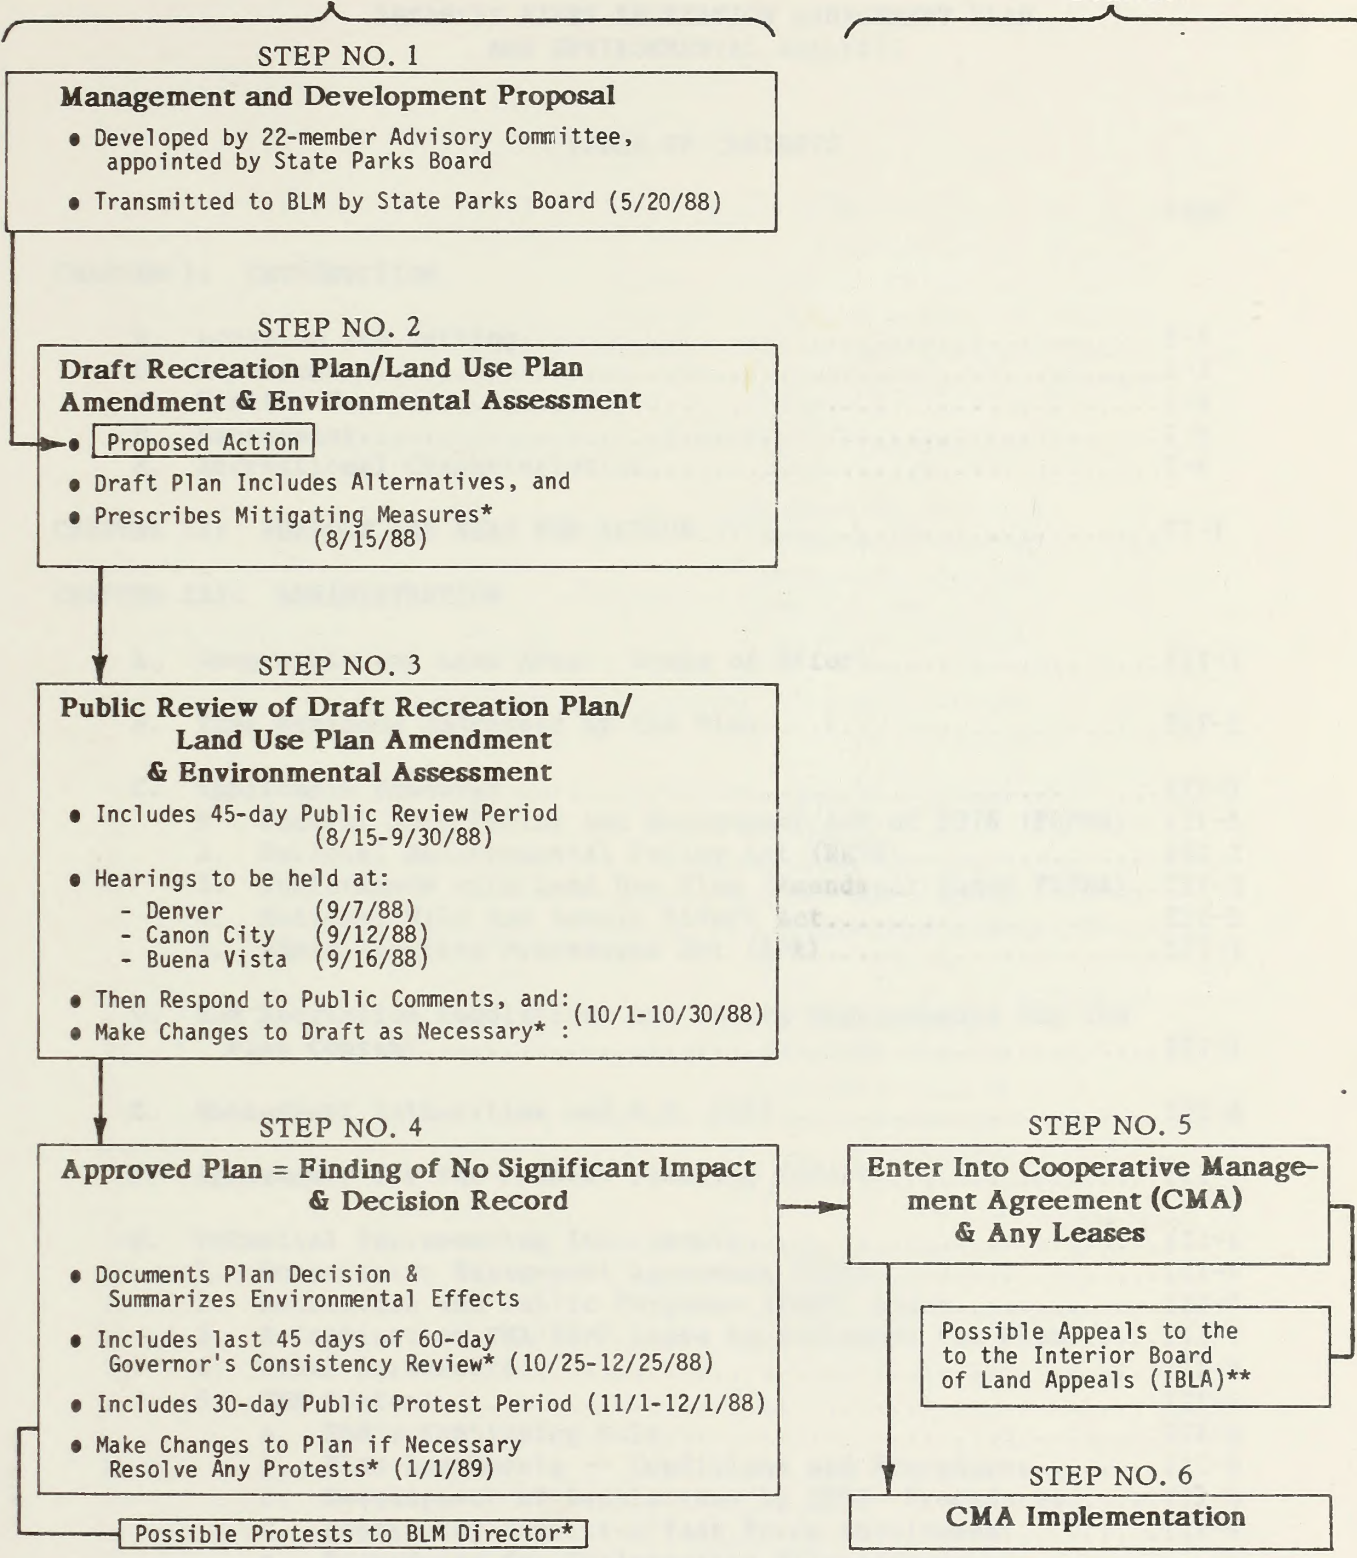 STEP NO. 1
Management and Development Proposal
• Developed by 22-member Advisory Committee,
appointed by State Parks Board
• Transmitted to BLM by State Parks Board (5/20/88)
STEP NO. 2
Draft Recreation Plan/Land Use Plan
Amendment & Environmental Assessment
• Proposed Action
• Draft Plan Includes Alternatives, and
• Prescribes Mitigating Measures*
(8/15/88)
STEP NO. 3
Public Review of Draft Recreation Plan/
Land Use Plan Amendment
& Environmental Assessment
• Includes 45-day Public Review Period
(8/15-9/30/88)
• Hearings to be held at:
- Denver (9/7/88)
- Canon City (9/12/88)
- Buena Vista (9/16/88)
• Then Respond to Public Comments, and:
(10/1-10/30/88)
• Make Changes to Draft as Necessary* :
STEP NO. 4
Approved Plan = Finding of No Significant Impact
& Decision Record
• Documents Plan Decision &
Summarizes Environmental Effects
• Includes last 45 days of 60-day
Governor's Consistency Review* (10/25-12/25/88)
• Includes 30-day Public Protest Period (11/1-12/1/88)
• Make Changes to Plan if Necessary
Resolve Any Protests* (1/1/89)
Possible Protests to BLM Director*
STEP NO. 5
Enter Into Cooperative Manage-
ment Agreement (CMA)
& Any Leases
Possible Appeals to the
to the Interior Board
of Land Appeals (IBLA)**
STEP NO. 6
CMA Implementation